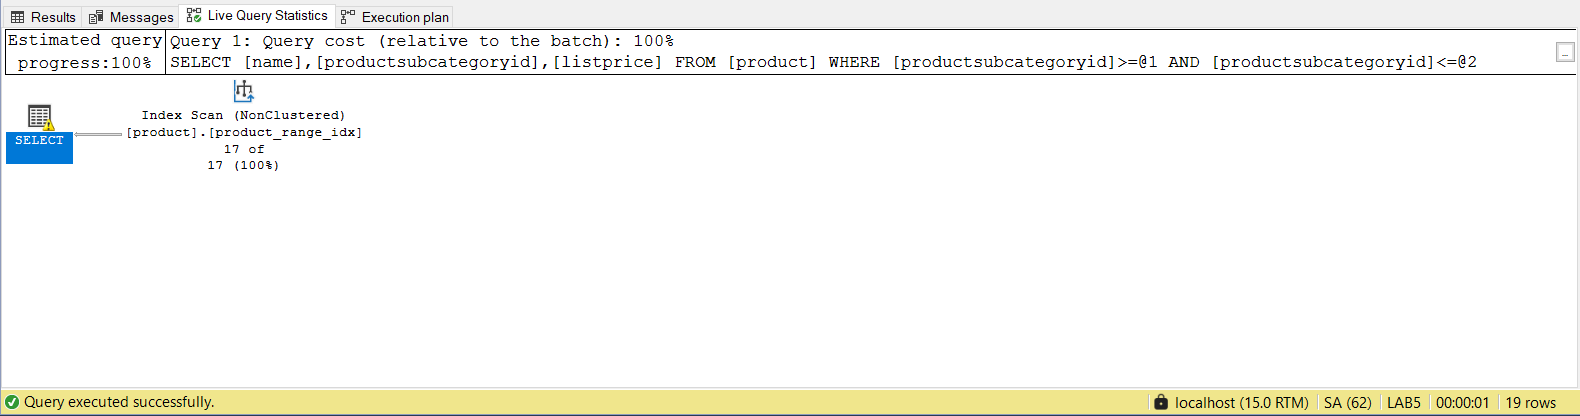 Results Messages Live Query Statistics Execution plan
Estimated query progress:100%
Query 1: Query cost (relative to the batch): 100%
SELECT [name],[productsubcategoryid],[listprice] FROM [product] WHERE [productsubcategoryid]>=@1 AND [productsubcategoryid]<=@2
...
SELECT
Index Scan (NonClustered)
[product].[product_range_idx]
17 of
17 (100%)
Query executed successfully. localhost (15.0 RTM) SA (62) LAB5 00:00:01 19 rows